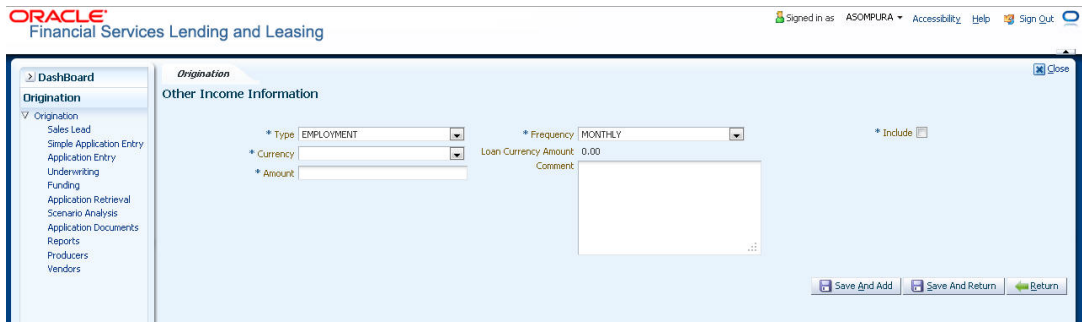 ORACLE
Financial Services Lending and Leasing
Signed in as ASOMPURA Accessibility Help Sign Out
DashBoard
Origination
Origination
Sales Lead
Simple Application Entry
Application Entry
Underwriting
Funding
Application Retrieval
Scenario Analysis
Application Documents
Reports
Producers
Vendors
Origination
Close
Other Income Information
* Type EMPLOYMENT
* Frequency MONTHLY
* Include
* Currency
Loan Currency Amount 0.00
* Amount
Comment
Save And Add
Save And Return
Return